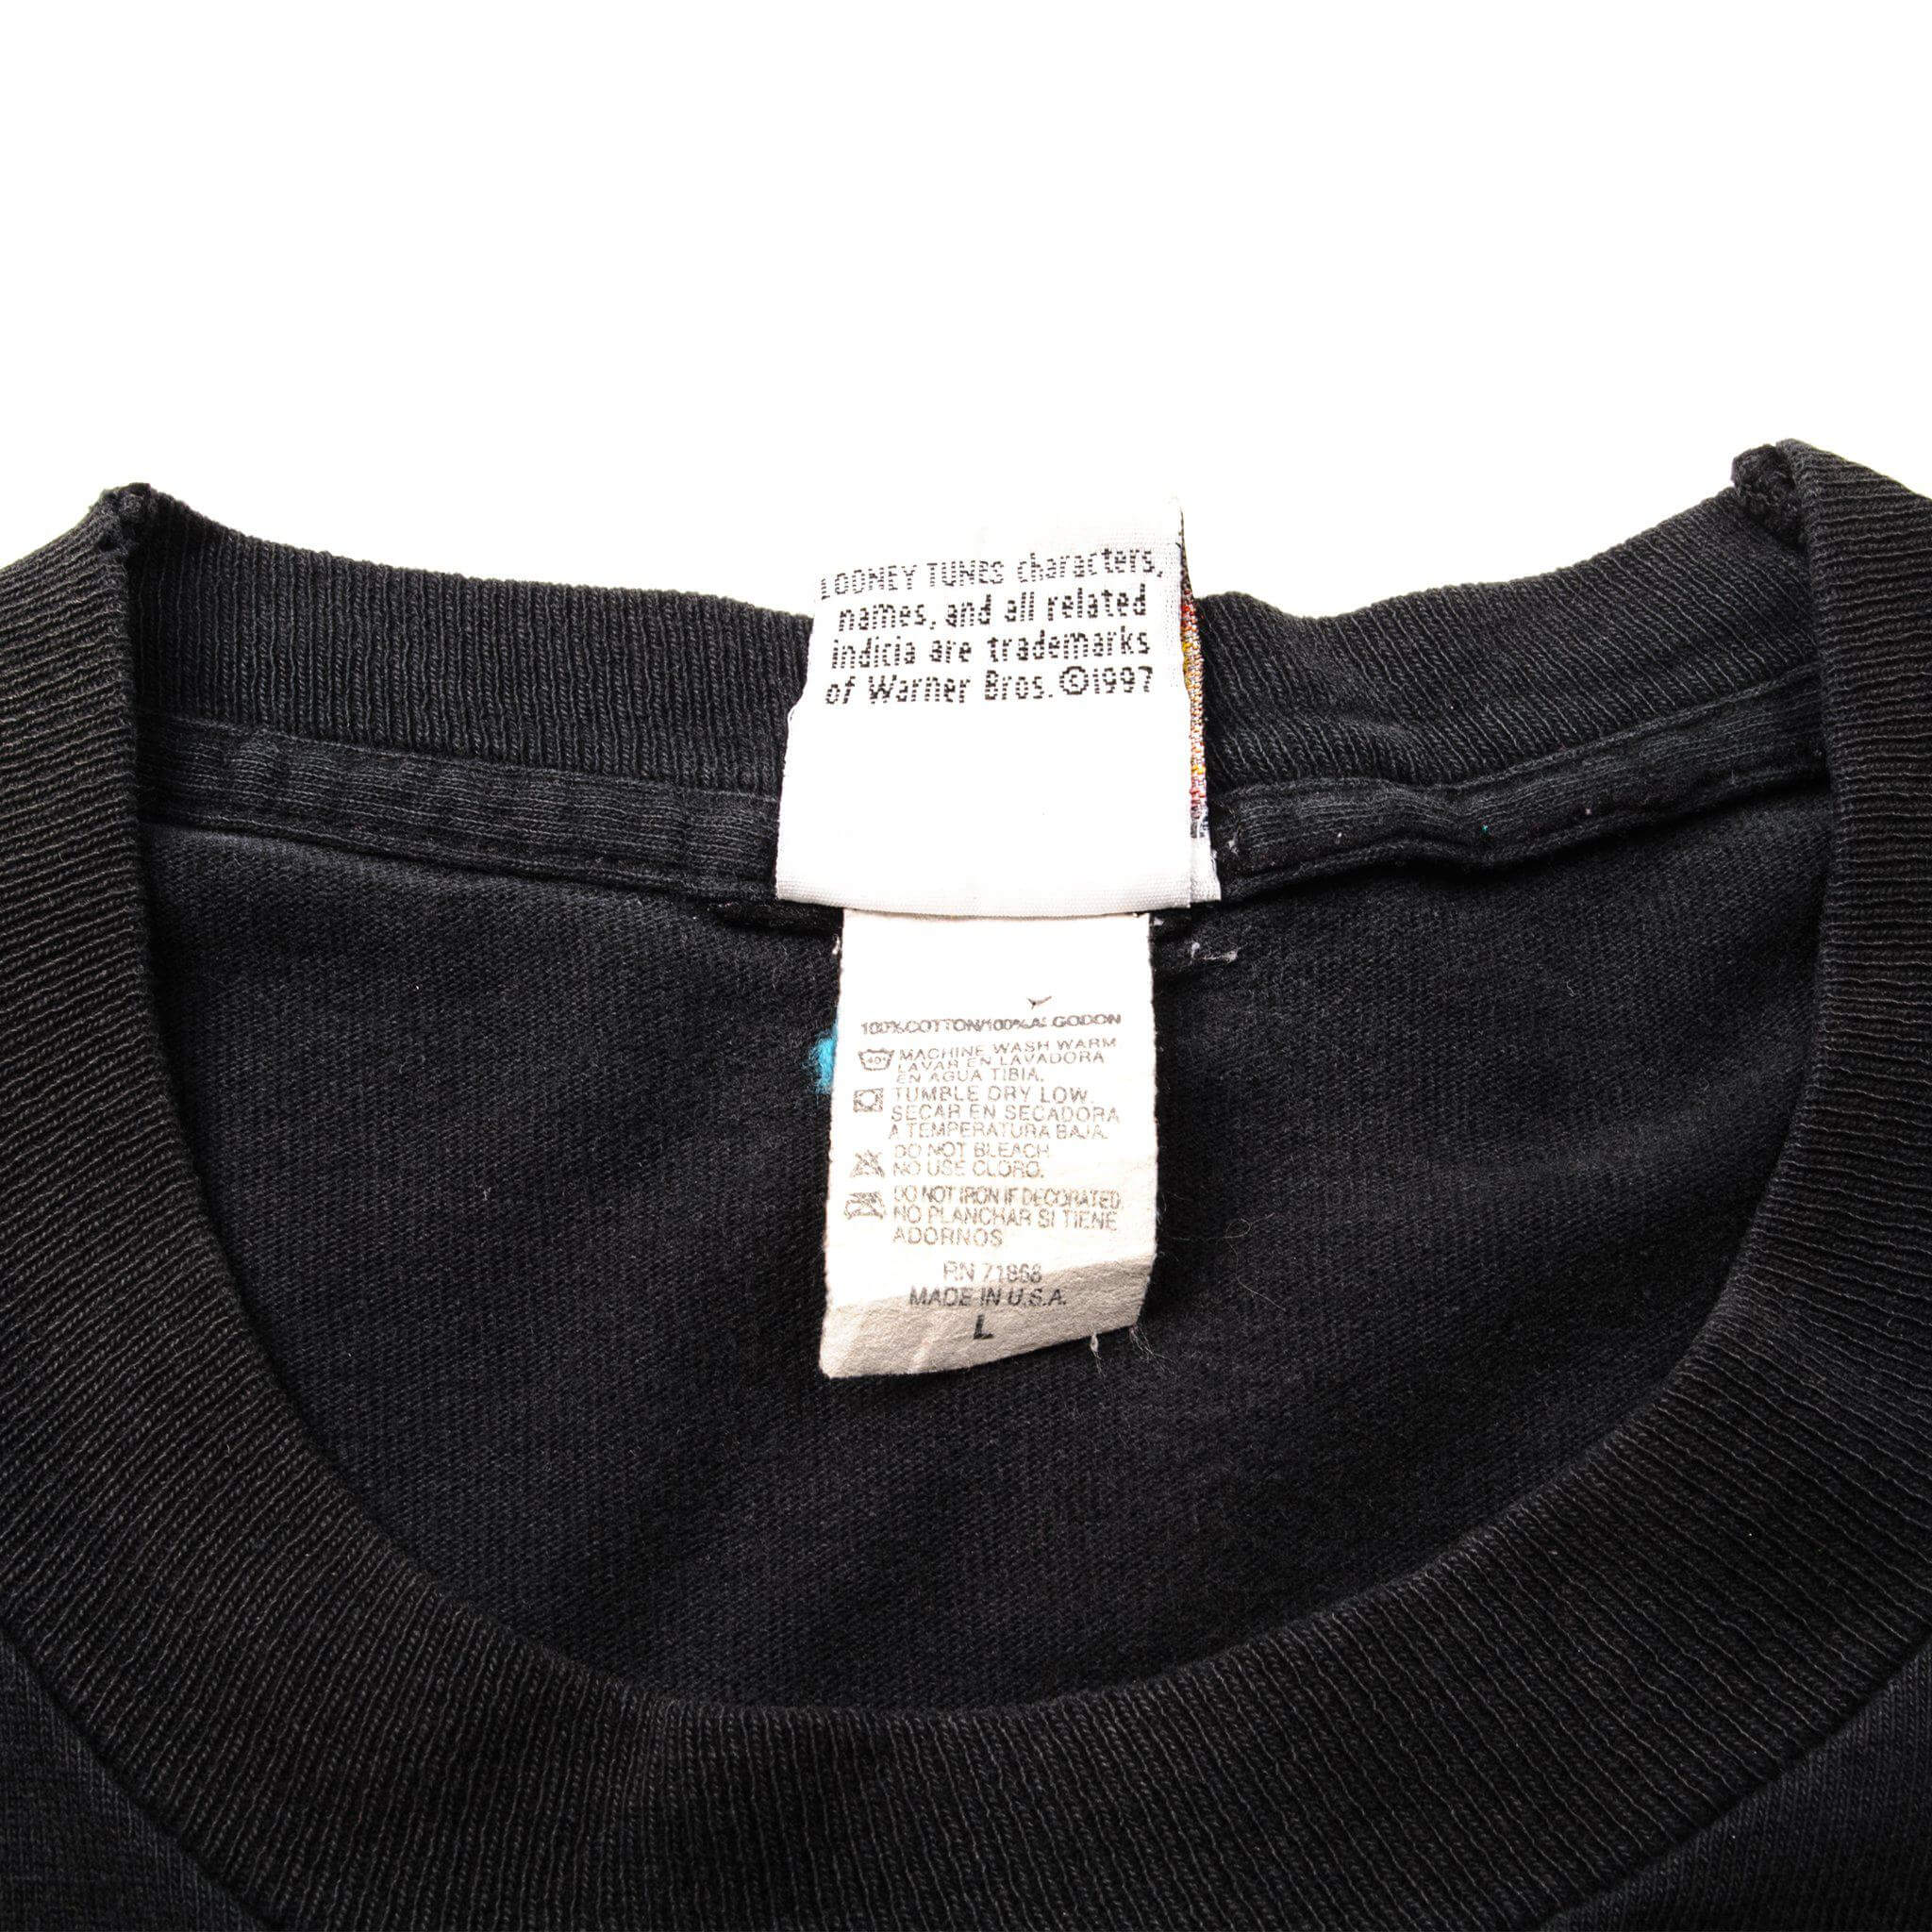 LOONEY TUNES characters,
names, and all related
indicia are trademarks
of Warner Bros. ©1997
100%COTTON/100%ALGODON
40°
MACHINE WASH WARM
LAVAR EN LAVADORA
EN AGUA TIBIA.
TUMBLE DRY LOW.
SECAR EN SECADORA
A TEMPERATURA BAJA.
DO NOT BLEACH
NO USE CLORO.
DO NOT IRON IF DECORATED.
NO PLANCHAR SI TIENE
ADORNOS
RN 71868
MADE IN U.S.A.
L